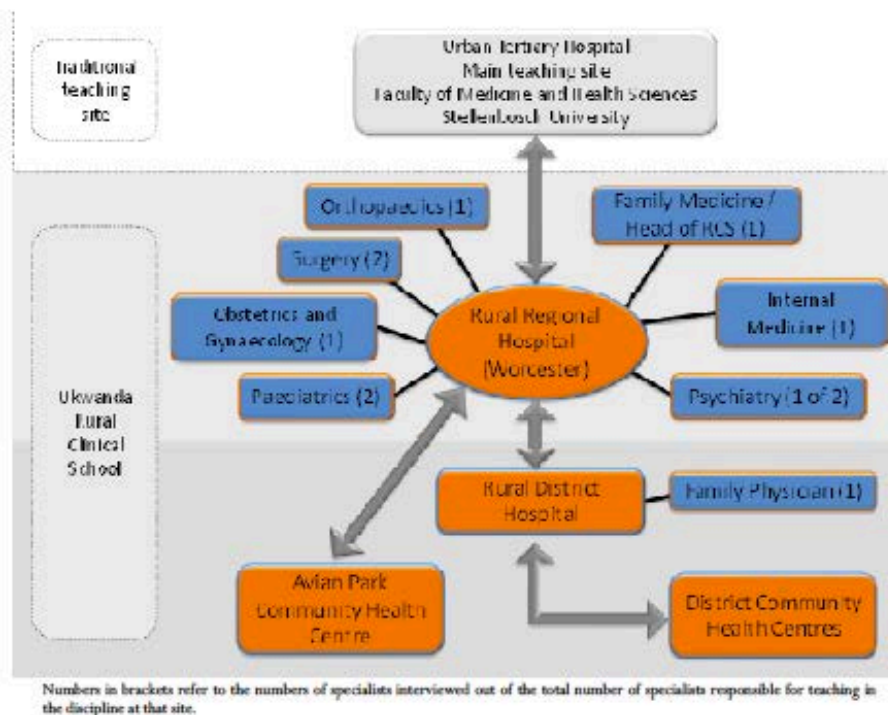 Traditional
teaching
site
Urban Tertiary Hospital
Main teaching site
Faculty of Medicine and Health Sciences
Stellenbosch University
Orthopaedics (1)
Family Medicine /
Head of RCS (1)
Surgery (2)
Obstetrics and
Gynaecology (1)
Rural Regional
Hospital
(Worcester)
Internal
Medicine (1)
Paediatrics (2)
Psychiatry (1 of 2)
Ukwanda
Rural
Clinical
School
Rural District
Hospital
Family Physician (1)
Avian Park
Community Health
Centre
District Community
Health Centres
Numbers in brackets refer to the numbers of specialists interviewed out of the total number of specialists responsible for teaching in
the discipline at that site.